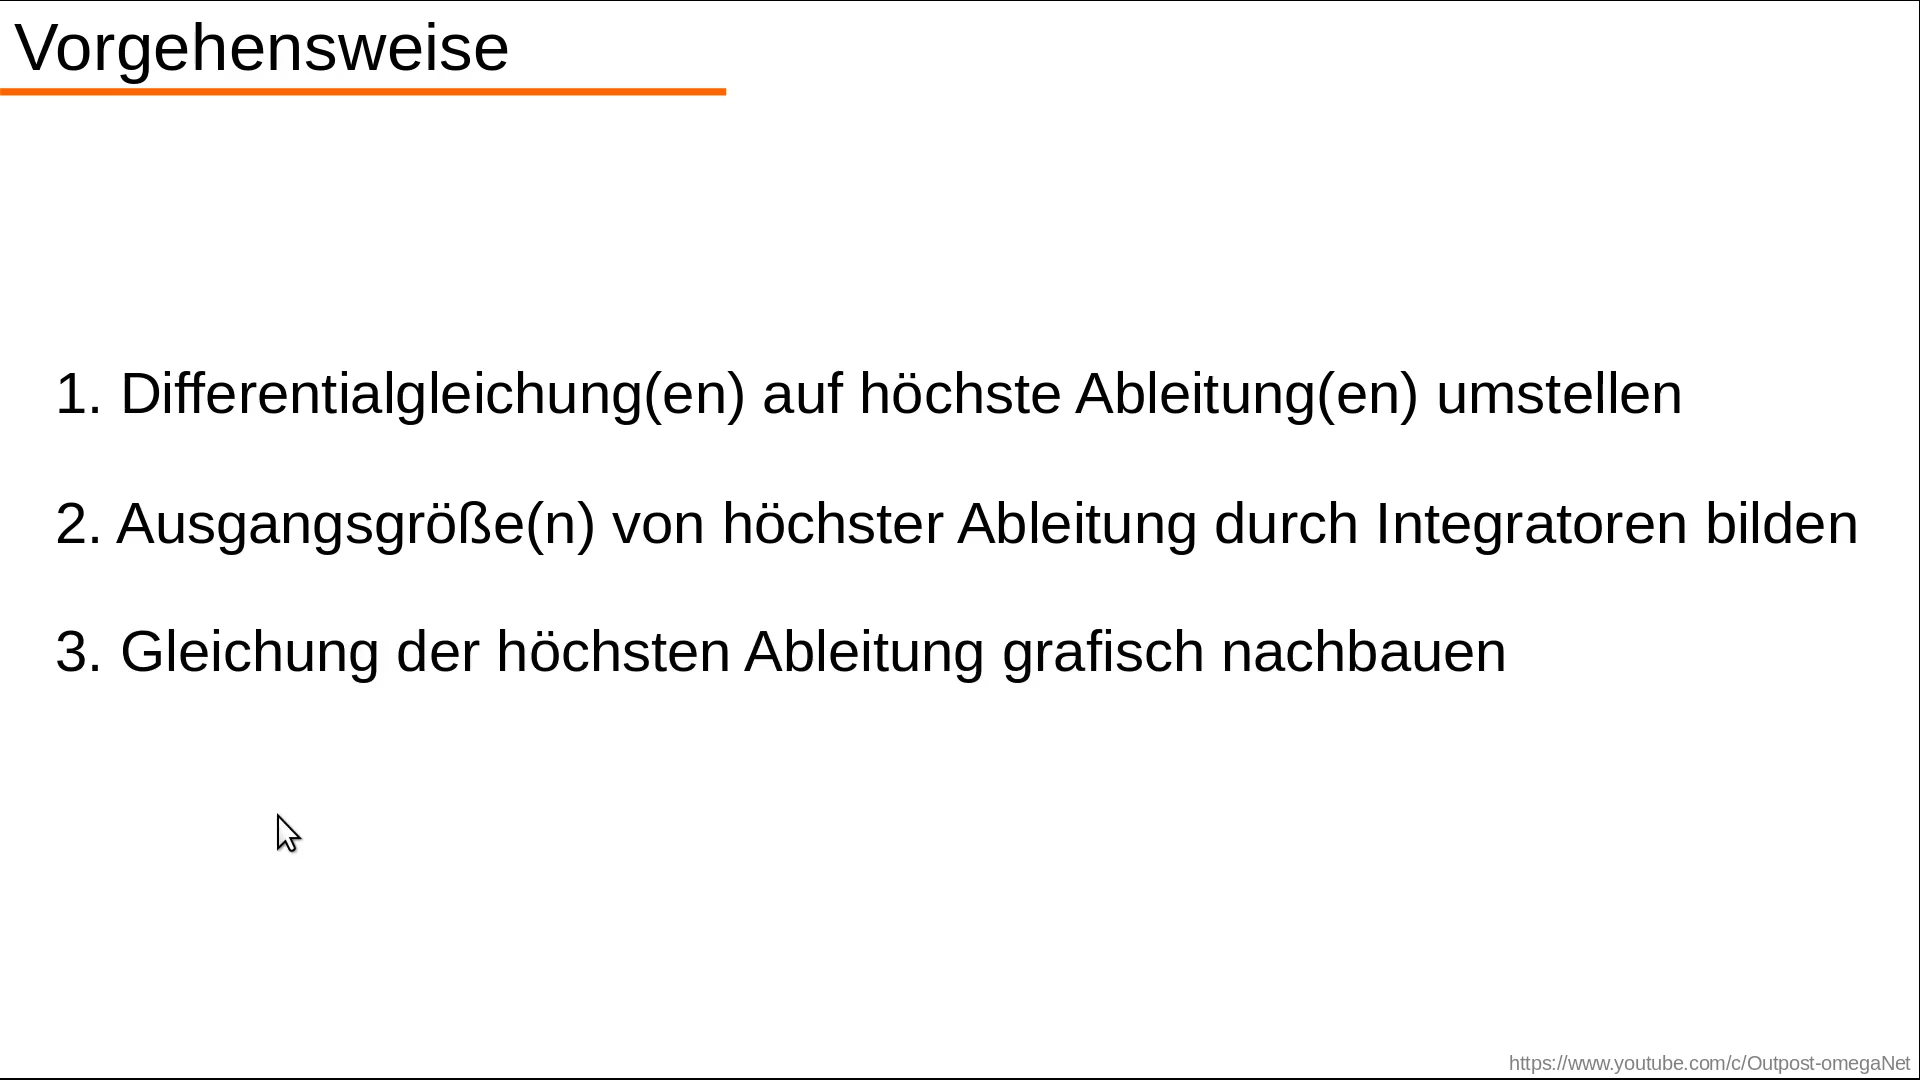 Vorgehensweise
1. Differentialgleichung(en) auf höchste Ableitung(en) umstellen
2. Ausgangsgröße(n) von höchster Ableitung durch Integratoren bilden
3. Gleichung der höchsten Ableitung grafisch nachbauen
https://www.youtube.com/c/Outpost-omegaNet